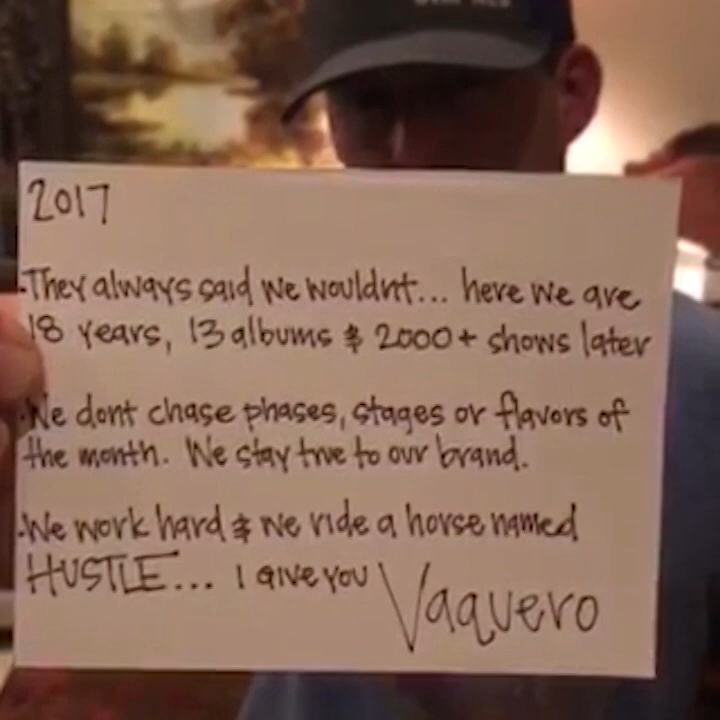 2017
-They always said we wouldnt... here we are
18 years, 13 albums & 2000+ shows later
-We dont chase phases, stages or flavors of
the month. We stay true to our brand.
-We work hard & we ride a horse named
HUSTLE... I give you Vaquero